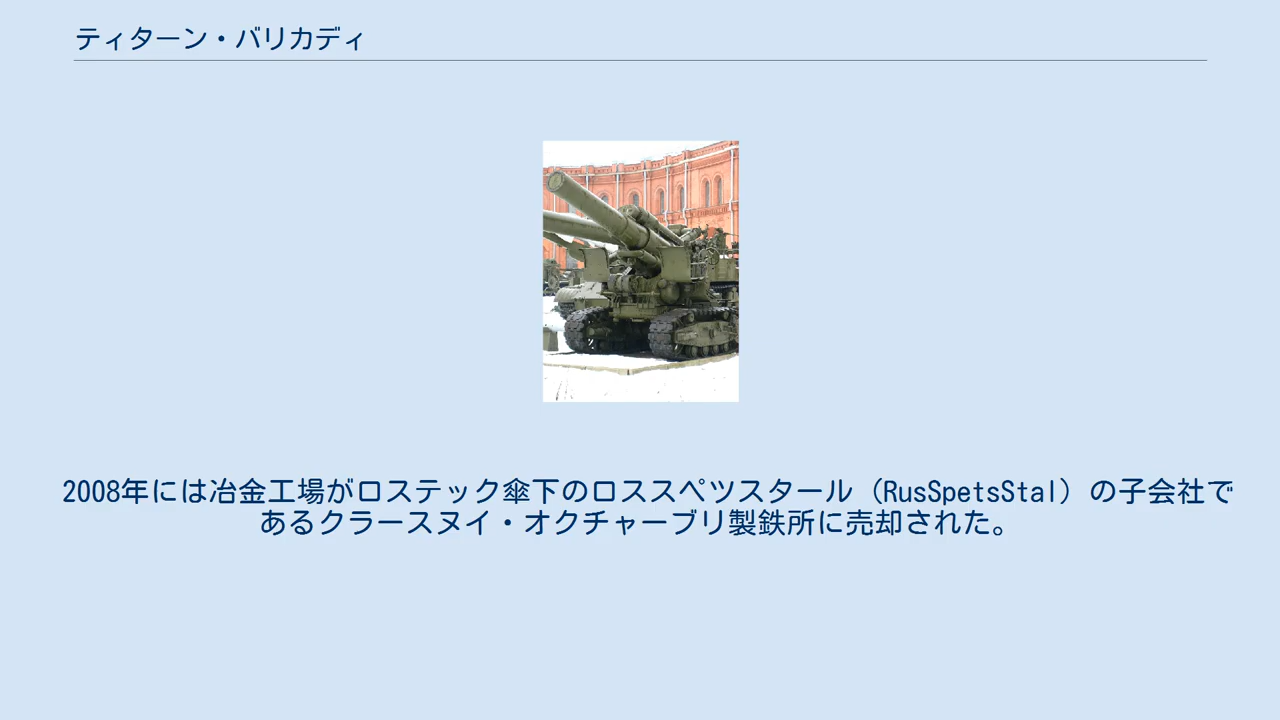 ティターン・バリカディ
2008年には冶金工場がロステック傘下のロススペツスタール（RusSpetsStal）の子会社で
あるクラースヌイ・オクチャーブリ製鉄所に売却された。